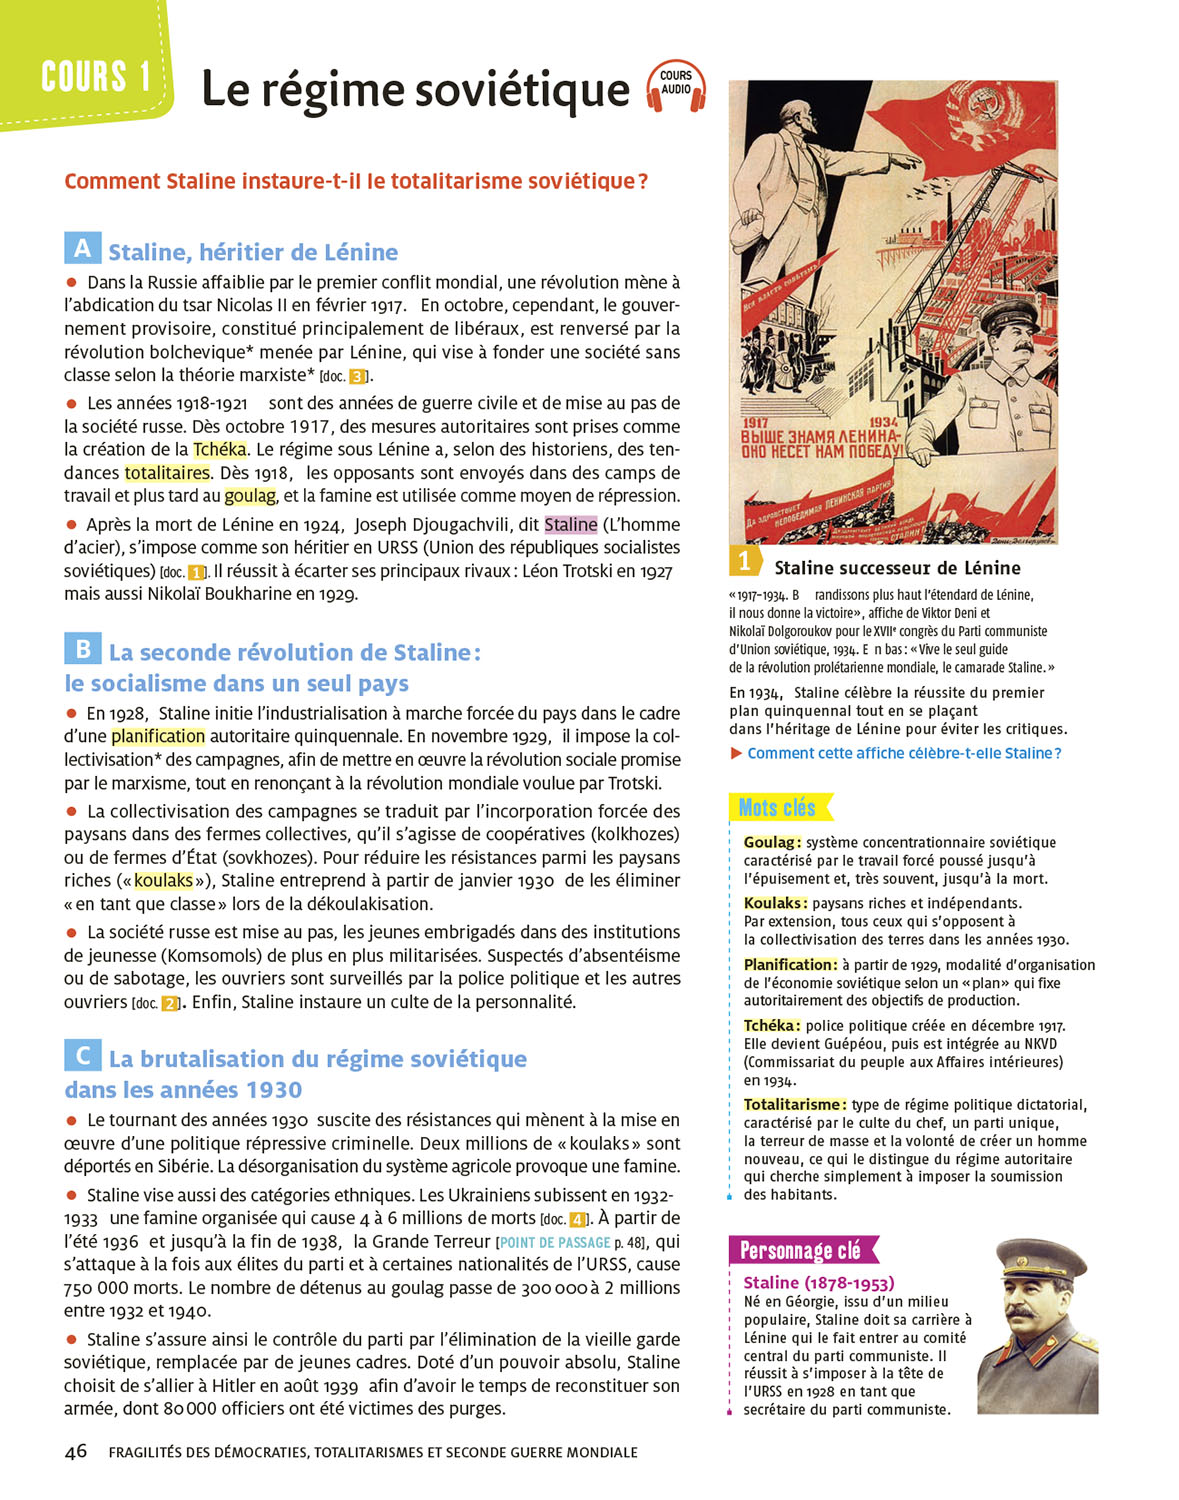 COURS 1
Le régime soviétique
COURS
AUDIO
Comment Staline instaure-t-il le totalitarisme soviétique ?
A Staline, héritier de Lénine
• Dans la Russie affaiblie par le premier conflit mondial, une révolution mène à
l'abdication du tsar Nicolas II en février 1917. En octobre, cependant, le gouver-
nement provisoire, constitué principalement de libéraux, est renversé par la
révolution bolchevique* menée par Lénine, qui vise à fonder une société sans
classe selon la théorie marxiste* [doc. 3].
• Les années 1918-1921 sont des années de guerre civile et de mise au pas de
la société russe. Dès octobre 1917, des mesures autoritaires sont prises comme
la création de la Tchéka. Le régime sous Lénine a, selon des historiens, des ten-
dances totalitaires. Dès 1918, les opposants sont envoyés dans des camps de
travail et plus tard au goulag, et la famine est utilisée comme moyen de répression.
• Après la mort de Lénine en 1924, Joseph Djougachvili, dit Staline (L'homme
d'acier), s'impose comme son héritier en URSS (Union des républiques socialistes
soviétiques) [doc. 1]. Il réussit à écarter ses principaux rivaux : Léon Trotski en 1927
mais aussi Nikolaï Boukharine en 1929.
B La seconde révolution de Staline :
le socialisme dans un seul pays
• En 1928, Staline initie l'industrialisation à marche forcée du pays dans le cadre
d'une planification autoritaire quinquennale. En novembre 1929, il impose la col-
lectivisation* des campagnes, afin de mettre en œuvre la révolution sociale promise
par le marxisme, tout en renonçant à la révolution mondiale voulue par Trotski.
• La collectivisation des campagnes se traduit par l'incorporation forcée des
paysans dans des fermes collectives, qu'il s'agisse de coopératives (kolkhozes)
ou de fermes d'État (sovkhozes). Pour réduire les résistances parmi les paysans
riches (« koulaks »), Staline entreprend à partir de janvier 1930 de les éliminer
« en tant que classe » lors de la dékoulakisation.
• La société russe est mise au pas, les jeunes embrigadés dans des institutions
de jeunesse (Komsomols) de plus en plus militarisées. Suspectés d'absentéisme
ou de sabotage, les ouvriers sont surveillés par la police politique et les autres
ouvriers [doc. 2]. Enfin, Staline instaure un culte de la personnalité.
C La brutalisation du régime soviétique
dans les années 1930
• Le tournant des années 1930 suscite des résistances qui mènent à la mise en
œuvre d'une politique répressive criminelle. Deux millions de « koulaks » sont
déportés en Sibérie. La désorganisation du système agricole provoque une famine.
• Staline vise aussi des catégories ethniques. Les Ukrainiens subissent en 1932-
1933 une famine organisée qui cause 4 à 6 millions de morts [doc. 4]. À partir de
l'été 1936 et jusqu'à la fin de 1938, la Grande Terreur [POINT DE PASSAGE p. 48], qui
s'attaque à la fois aux élites du parti et à certaines nationalités de l'URSS, cause
750 000 morts. Le nombre de détenus au goulag passe de 300 000 à 2 millions
entre 1932 et 1940.
• Staline s'assure ainsi le contrôle du parti par l'élimination de la vieille garde
soviétique, remplacée par de jeunes cadres. Doté d'un pouvoir absolu, Staline
choisit de s'allier à Hitler en août 1939 afin d'avoir le temps de reconstituer son
armée, dont 80 000 officiers ont été victimes des purges.
Вся власть советам!
1917 1934
ВЫШЕ ЗНАМЯ ЛЕНИНА-
ОНО НЕСЕТ НАМ ПОБЕДУ!
Да здравствует
непобедимая ленинская партия
СТАЛИН!
1 Staline successeur de Lénine
« 1917-1934. B randissons plus haut l'étendard de Lénine,
il nous donne la victoire », affiche de Viktor Deni et
Nikolaï Dolgoroukov pour le XVIIe congrès du Parti communiste
d'Union soviétique, 1934. E n bas : « Vive le seul guide
de la révolution prolétarienne mondiale, le camarade Staline. »
En 1934, Staline célèbre la réussite du premier
plan quinquennal tout en se plaçant
dans l'héritage de Lénine pour éviter les critiques.
▶ Comment cette affiche célèbre-t-elle Staline ?
Mots clés
Goulag : système concentrationnaire soviétique
caractérisé par le travail forcé poussé jusqu'à
l'épuisement et, très souvent, jusqu'à la mort.
Koulaks : paysans riches et indépendants.
Par extension, tous ceux qui s'opposent à
la collectivisation des terres dans les années 1930.
Planification : à partir de 1929, modalité d'organisation
de l'économie soviétique selon un « plan » qui fixe
autoritairement des objectifs de production.
Tchéka : police politique créée en décembre 1917.
Elle devient Guépéou, puis est intégrée au NKVD
(Commissariat du peuple aux Affaires intérieures)
en 1934.
Totalitarisme : type de régime politique dictatorial,
caractérisé par le culte du chef, un parti unique,
la terreur de masse et la volonté de créer un homme
nouveau, ce qui le distingue du régime autoritaire
qui cherche simplement à imposer la soumission
des habitants.
Personnage clé
Staline (1878-1953)
Né en Géorgie, issu d'un milieu
populaire, Staline doit sa carrière à
Lénine qui le fait entrer au comité
central du parti communiste. Il
réussit à s'imposer à la tête de
l'URSS en 1928 en tant que
secrétaire du parti communiste.
46 FRAGILITÉS DES DÉMOCRATIES, TOTALITARISMES ET SECONDE GUERRE MONDIALE